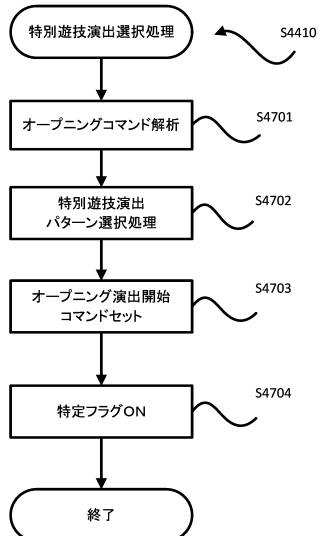 特別遊技演出選択処理
S4410
オープニングコマンド解析
S4701
特別遊技演出
パターン選択処理
S4702
オープニング演出開始
コマンドセット
S4703
特定フラグON
S4704
終了